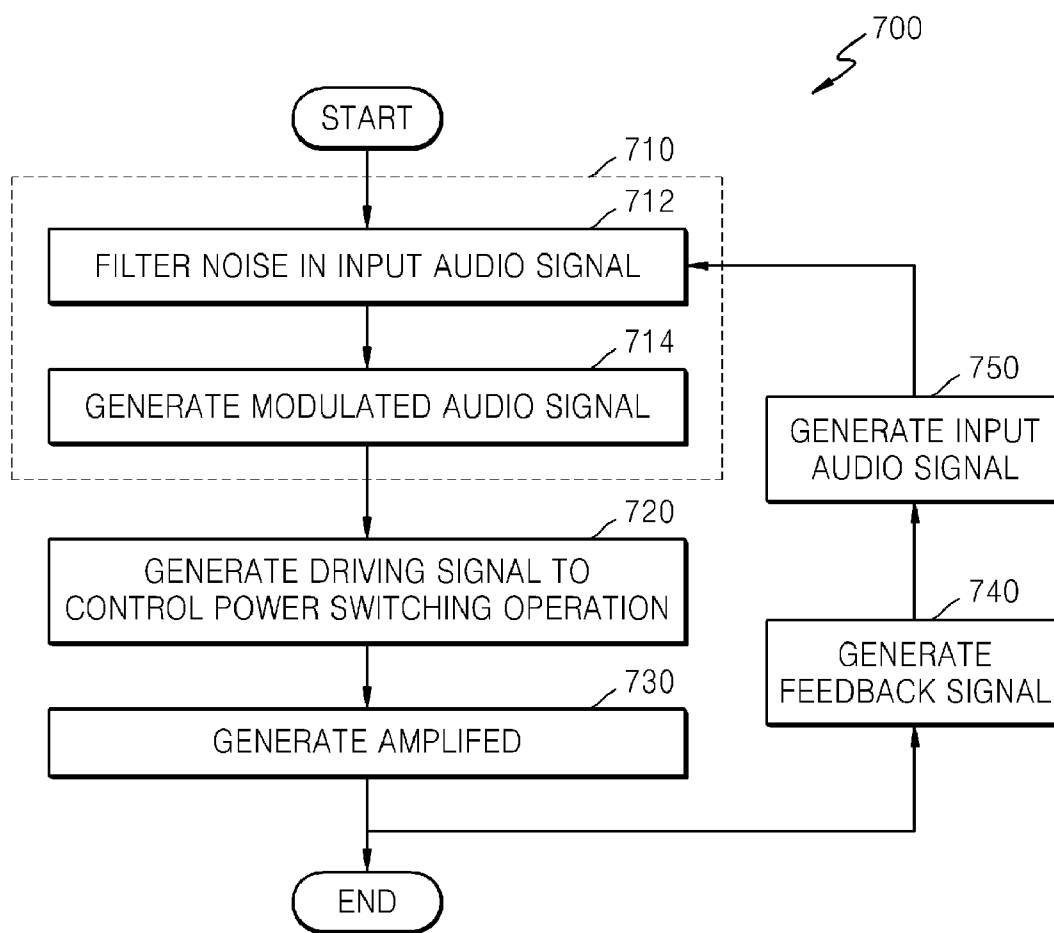 700
START
710
712
FILTER NOISE IN INPUT AUDIO SIGNAL
714
GENERATE MODULATED AUDIO SIGNAL
720
GENERATE DRIVING SIGNAL TO
CONTROL POWER SWITCHING OPERATION
730
GENERATE AMPLIFED
END
750
GENERATE INPUT
AUDIO SIGNAL
740
GENERATE
FEEDBACK SIGNAL